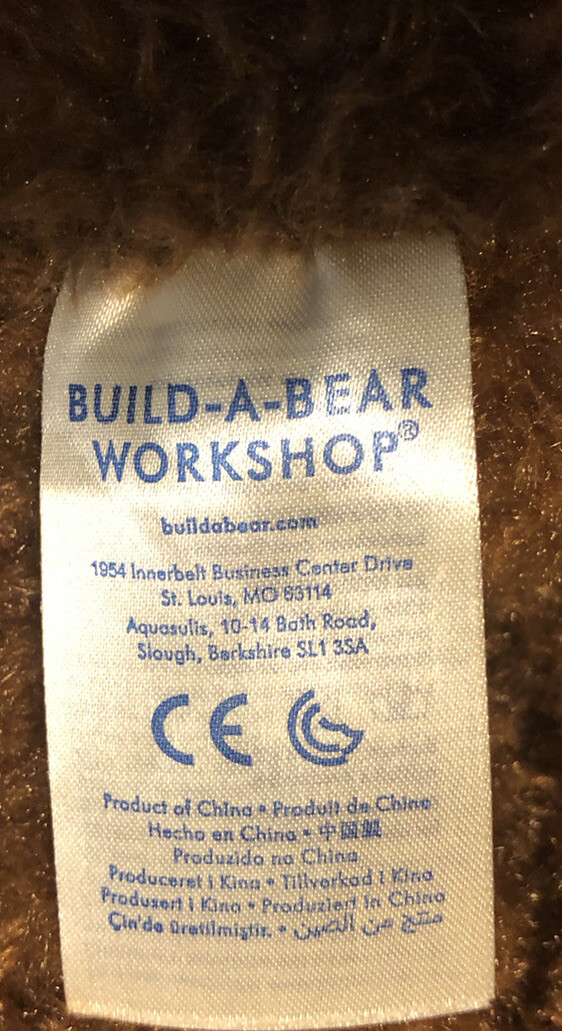 BUILD-A-BEAR
WORKSHOP®
buildabear.com
1954 Innerbelt Business Center Drive
St. Louis, MO 63114
Aquasulis, 10-14 Bath Road,
Slough, Berkshire SL1 3SA
CE
Product of China • Produit de Chine
Hecho en China • 中國製
Produzido na China
Produceret i Kina • Tillverkad i Kina
Produsert i Kina • Produziert in China
Çin'de üretilmiştir. • منتج من الصين